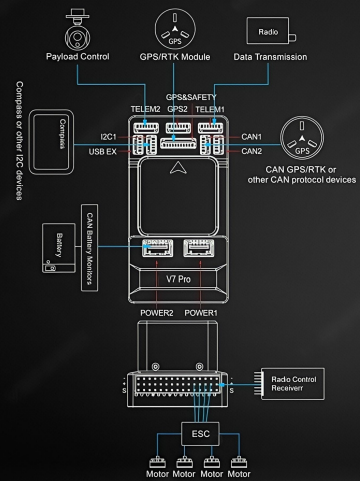 Radio
GPS
Payload Control
GPS/RTK Module
Data Transmission
GPS&SAFETY
TELEM2
GPS2
TELEM1
I2C1
CAN1
USB EX
CAN2
Compass
Compass or other I2C devices
GPS
CAN GPS/RTK or
other CAN protocol devices
Battery
CAN Battery Monitors
V7 Pro
POWER2
POWER1
-
+
S
-
+
S
Radio Control
Receiverr
ESC
Motor Motor Motor Motor